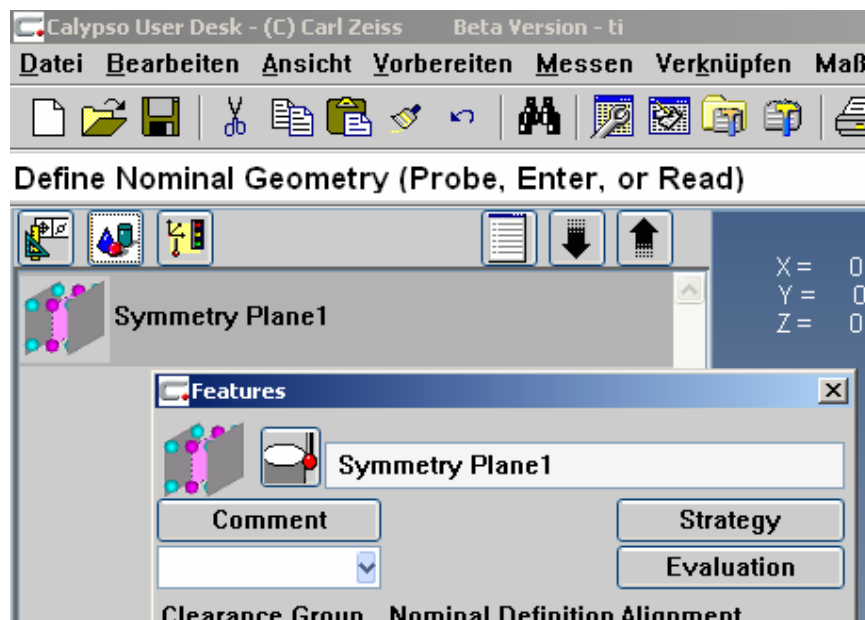 Calypso User Desk - (C) Carl Zeiss Beta Version - ti
Datei Bearbeiten Ansicht Vorbereiten Messen Verknüpfen Maß
Define Nominal Geometry (Probe, Enter, or Read)
X = 0
Y = 0
Z = 0
Symmetry Plane1
Features
Symmetry Plane1
Comment Strategy
Evaluation
Clearance Group Nominal Definition Alignment